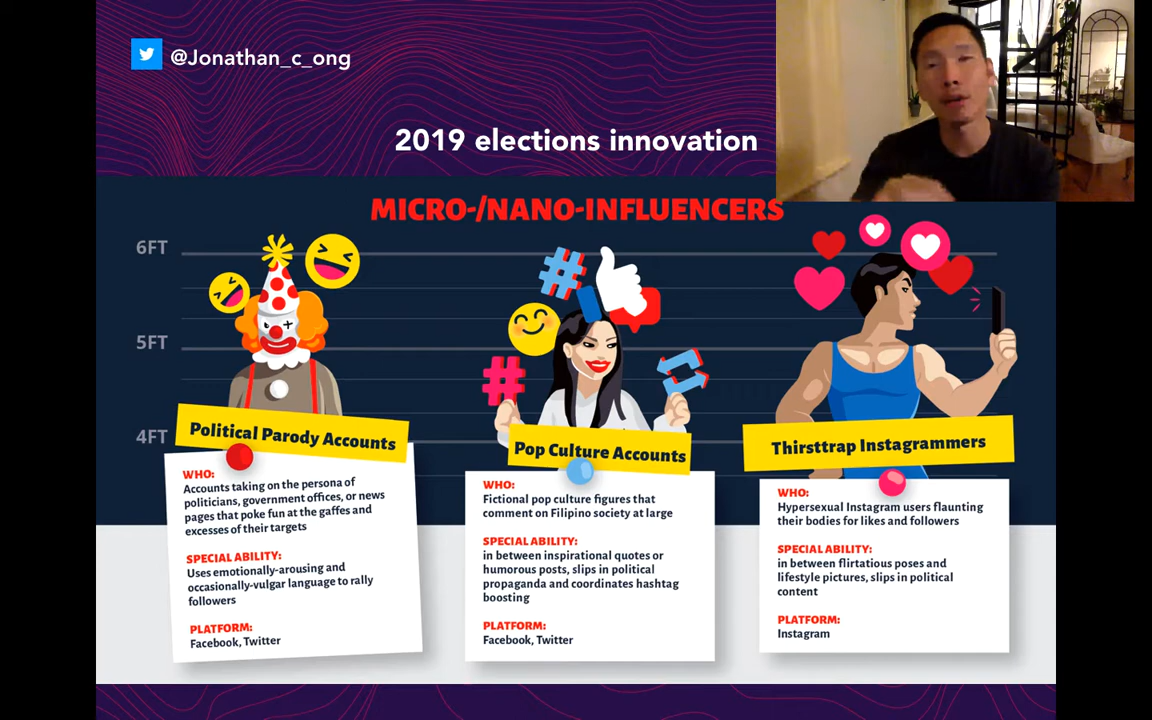 @Jonathan_c_ong
2019 elections innovation
MICRO-/NANO-INFLUENCERS
6FT
5FT
4FT
Political Parody Accounts
WHO:
Accounts taking on the persona of
politicians, government offices, or news
pages that poke fun at the gaffes and
excesses of their targets
SPECIAL ABILITY:
Uses emotionally-arousing and
occasionally-vulgar language to rally
followers
PLATFORM:
Facebook, Twitter
Pop Culture Accounts
WHO:
Fictional pop culture figures that
comment on Filipino society at large
SPECIAL ABILITY:
in between inspirational quotes or
humorous posts, slips in political
propaganda and coordinates hashtag
boosting
PLATFORM:
Facebook, Twitter
Thirsttrap Instagrammers
WHO:
Hypersexual Instagram users flaunting
their bodies for likes and followers
SPECIAL ABILITY:
in between flirtatious poses and
lifestyle pictures, slips in political
content
PLATFORM:
Instagram